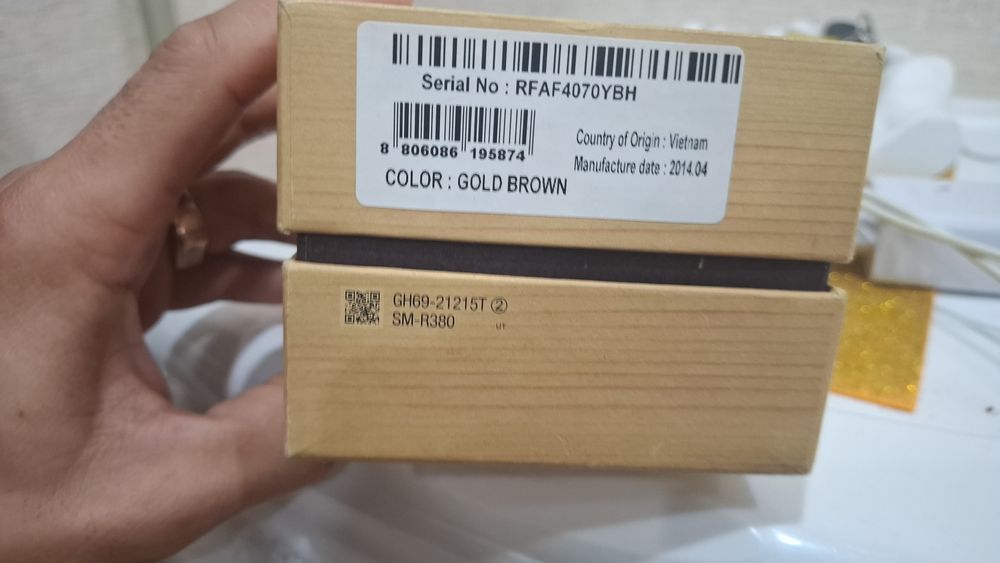 Serial No : RFAF4070YBH
8 806086 195874
Country of Origin : Vietnam
Manufacture date : 2014.04
COLOR : GOLD BROWN
GH69-21215T ②
SM-R380
UT